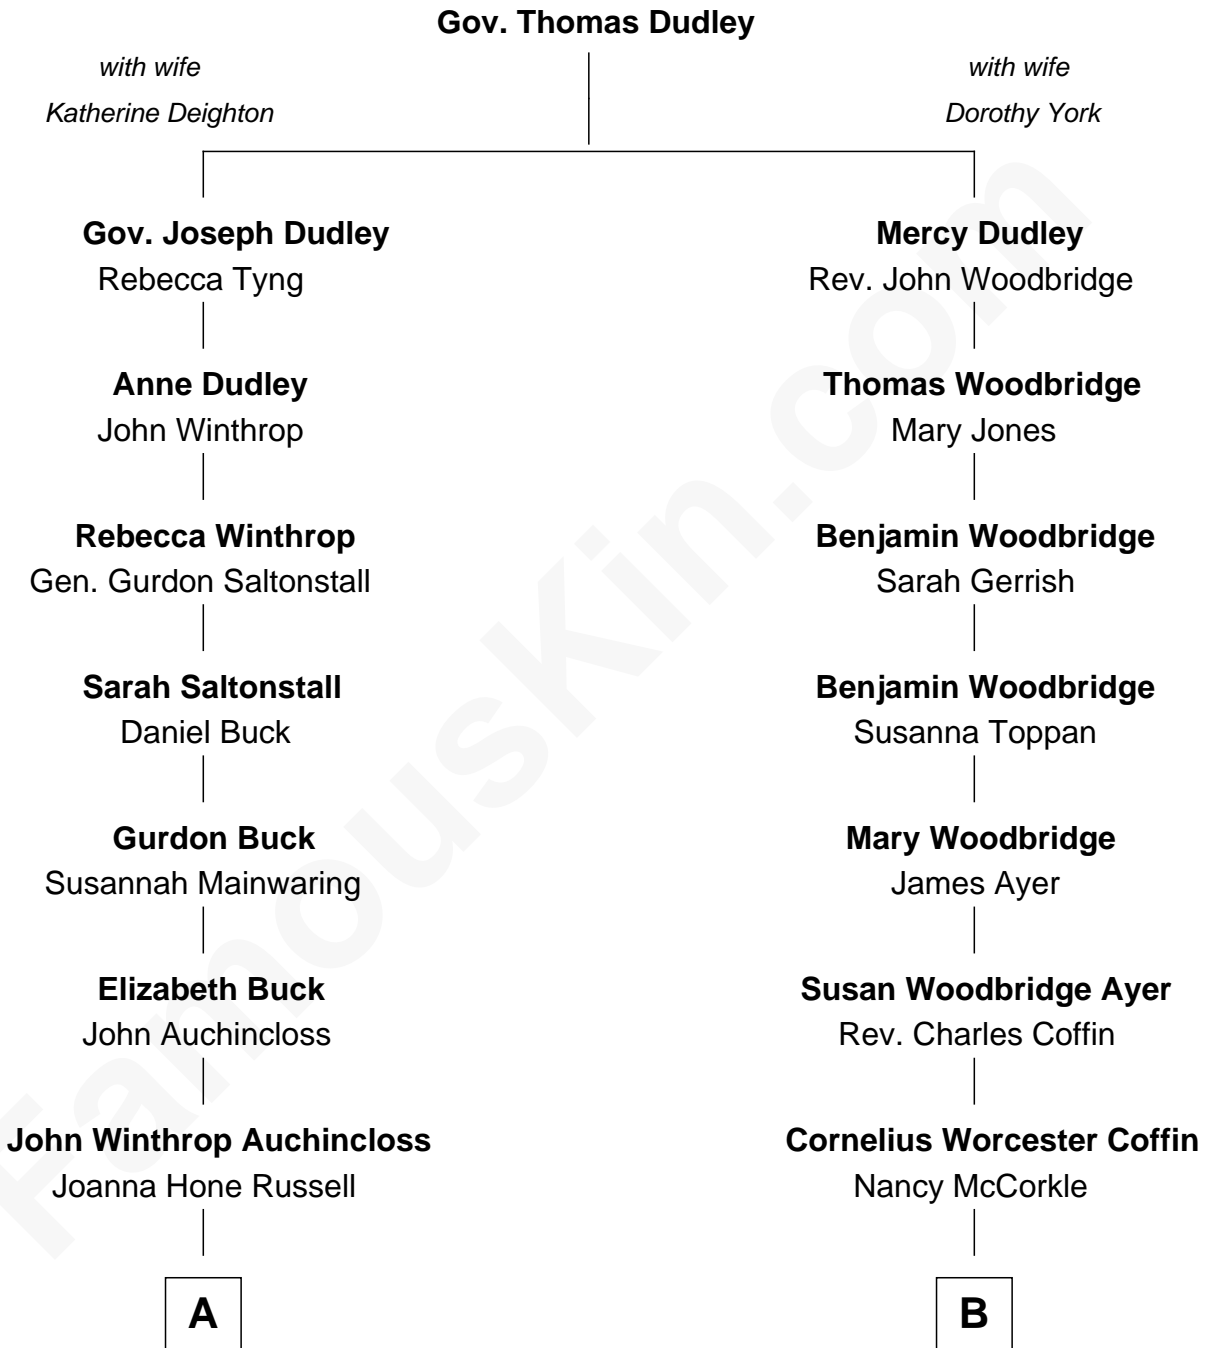 Gov. Thomas Dudley
with wife
Katherine Deighton
with wife
Dorothy York
Gov. Joseph Dudley
Rebecca Tyng
Mercy Dudley
Rev. John Woodbridge
Anne Dudley
John Winthrop
Thomas Woodbridge
Mary Jones
Rebecca Winthrop
Gen. Gurdon Saltonstall
Benjamin Woodbridge
Sarah Gerrish
Sarah Saltonstall
Daniel Buck
Benjamin Woodbridge
Susanna Toppan
Gurdon Buck
Susannah Mainwaring
Mary Woodbridge
James Ayer
Elizabeth Buck
John Auchincloss
Susan Woodbridge Ayer
Rev. Charles Coffin
John Winthrop Auchincloss
Joanna Hone Russell
Cornelius Worcester Coffin
Nancy McCorkle
A
B
FamousKin.com